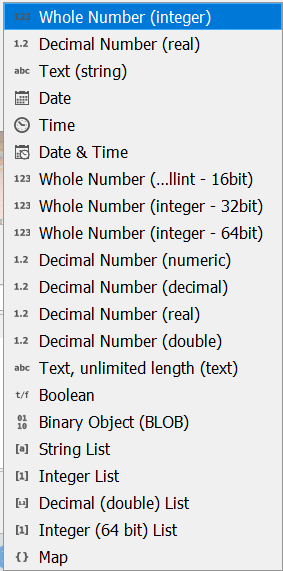 123 Whole Number (integer)
1.2 Decimal Number (real)
abc Text (string)
Date
Time
Date & Time
123 Whole Number (...llint - 16bit)
123 Whole Number (integer - 32bit)
123 Whole Number (integer - 64bit)
1.2 Decimal Number (numeric)
1.2 Decimal Number (decimal)
1.2 Decimal Number (real)
1.2 Decimal Number (double)
abc Text, unlimited length (text)
t/f Boolean
01 10 Binary Object (BLOB)
[a] String List
[1] Integer List
[1.1] Decimal (double) List
[1] Integer (64 bit) List
{ } Map